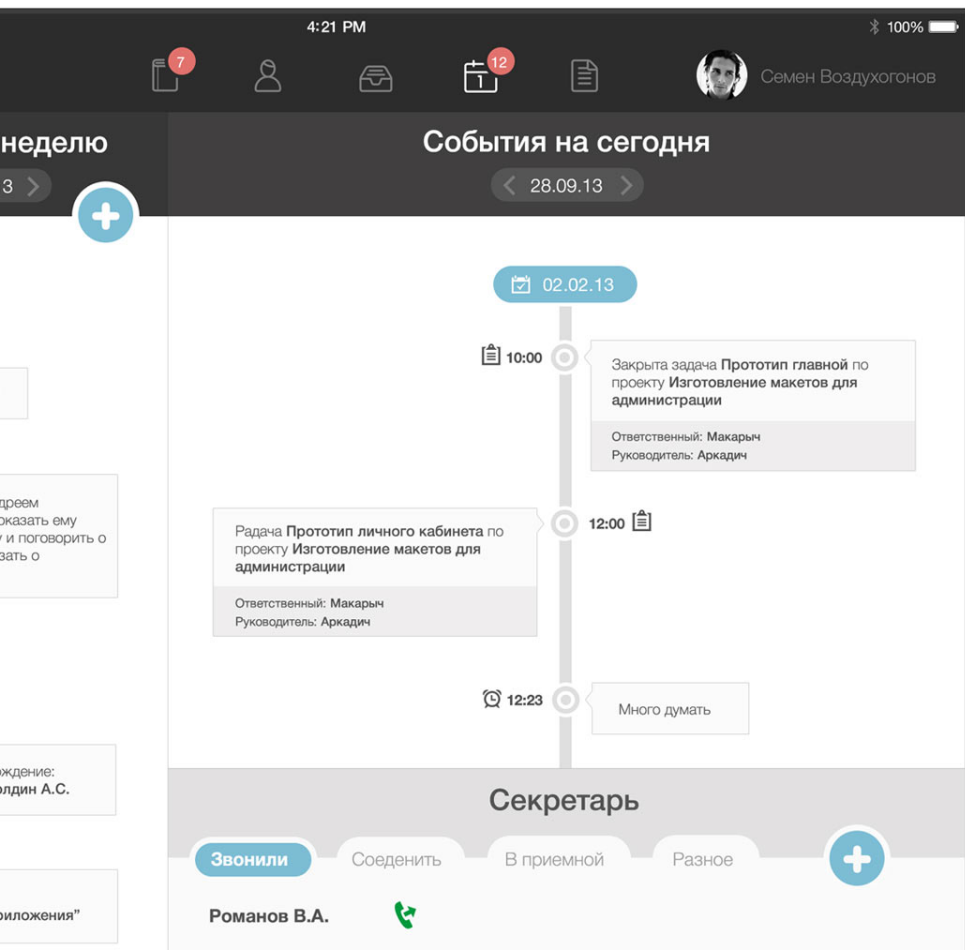 4:21 PM
100%
7
12
1
Семен Воздухогонов
неделю
3
События на сегодня
28.09.13
02.02.13
10:00
Закрыта задача Прототип главной по
проекту Изготовление макетов для
администрации
Ответственный: Макарыч
Руководитель: Аркадич
дреем
оказать ему
у и поговорить о
зать о
12:00
Радача Прототип личного кабинета по
проекту Изготовление макетов для
администрации
Ответственный: Макарыч
Руководитель: Аркадич
12:23
Много думать
ождение:
олдин А.С.
риложения"
Секретарь
Звонили
Соеденить
В приемной
Разное
Романов В.А.